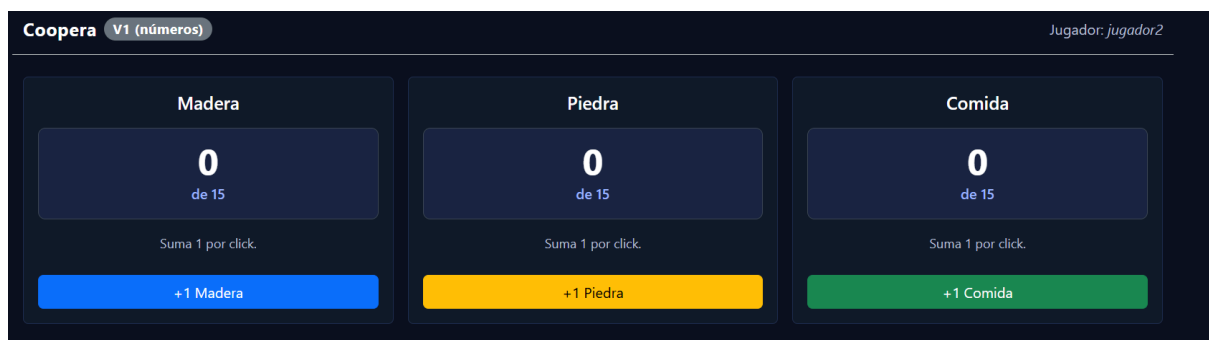 Coopera V1 (números) Jugador: jugador2
Madera Piedra Comida
0 0 0
de 15 de 15 de 15
Suma 1 por click. Suma 1 por click. Suma 1 por click.
+1 Madera +1 Piedra +1 Comida